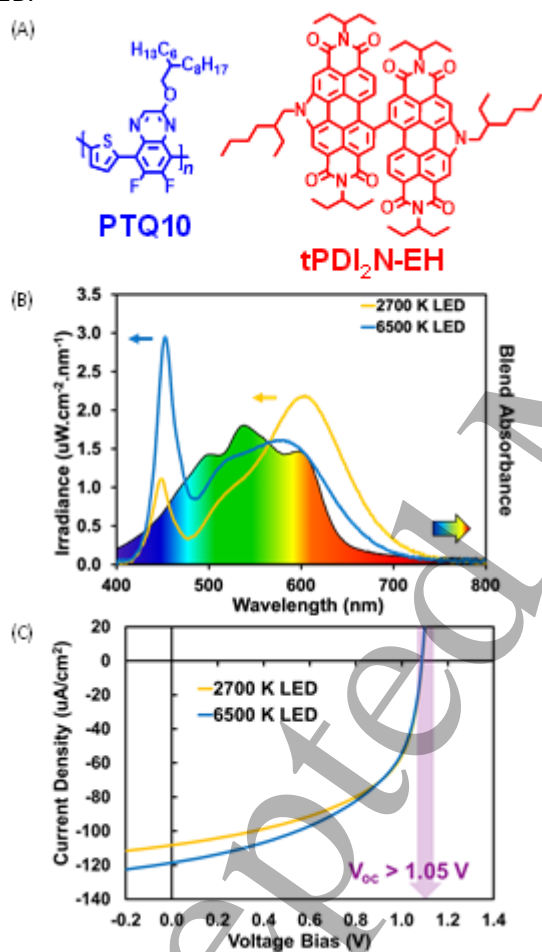 (A)
H13C6
C8H17
O
N
N
S
n
F
F
PTQ10
O
N
O
O
N
O
N
N
O
N
O
O
N
O
tPDI2N-EH
(B)
3.5
3.0
2.5
2.0
1.5
1.0
0.5
0.0
Irradiance (uW.cm-2.nm-1)
2700 K LED
6500 K LED
Blend Absorbance
400 500 600 700 800
Wavelength (nm)
(C)
20
0
-20
-40
-60
-80
-100
-120
-140
Current Density (uA/cm2)
2700 K LED
6500 K LED
Voc > 1.05 V
-0.2 0.0 0.2 0.4 0.6 0.8 1.0 1.2 1.4
Voltage Bias (V)